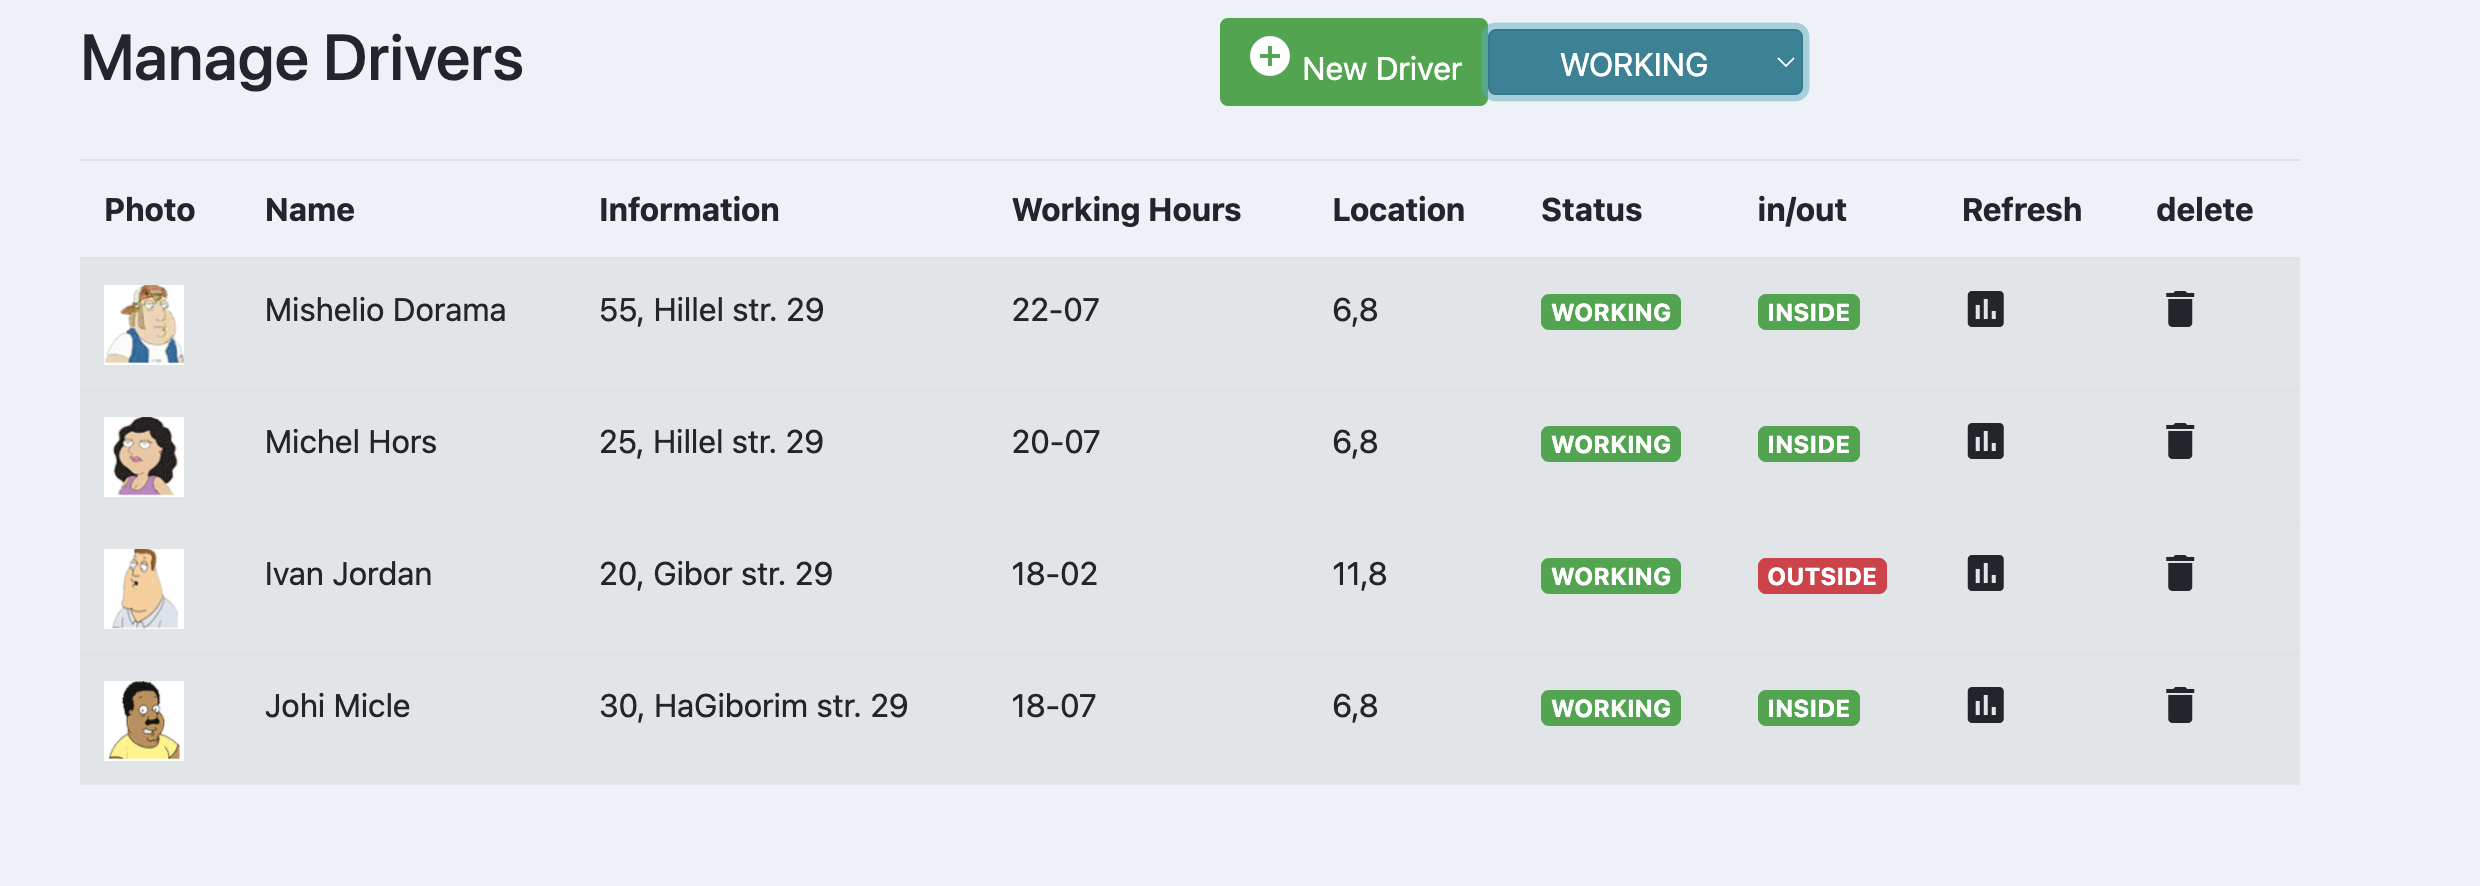 Manage Drivers
New Driver
WORKING
Photo Name Information Working Hours Location Status in/out Refresh delete
Mishelio Dorama 55, Hillel str. 29 22-07 6,8 WORKING INSIDE
Michel Hors 25, Hillel str. 29 20-07 6,8 WORKING INSIDE
Ivan Jordan 20, Gibor str. 29 18-02 11,8 WORKING OUTSIDE
Johi Micle 30, HaGiborim str. 29 18-07 6,8 WORKING INSIDE